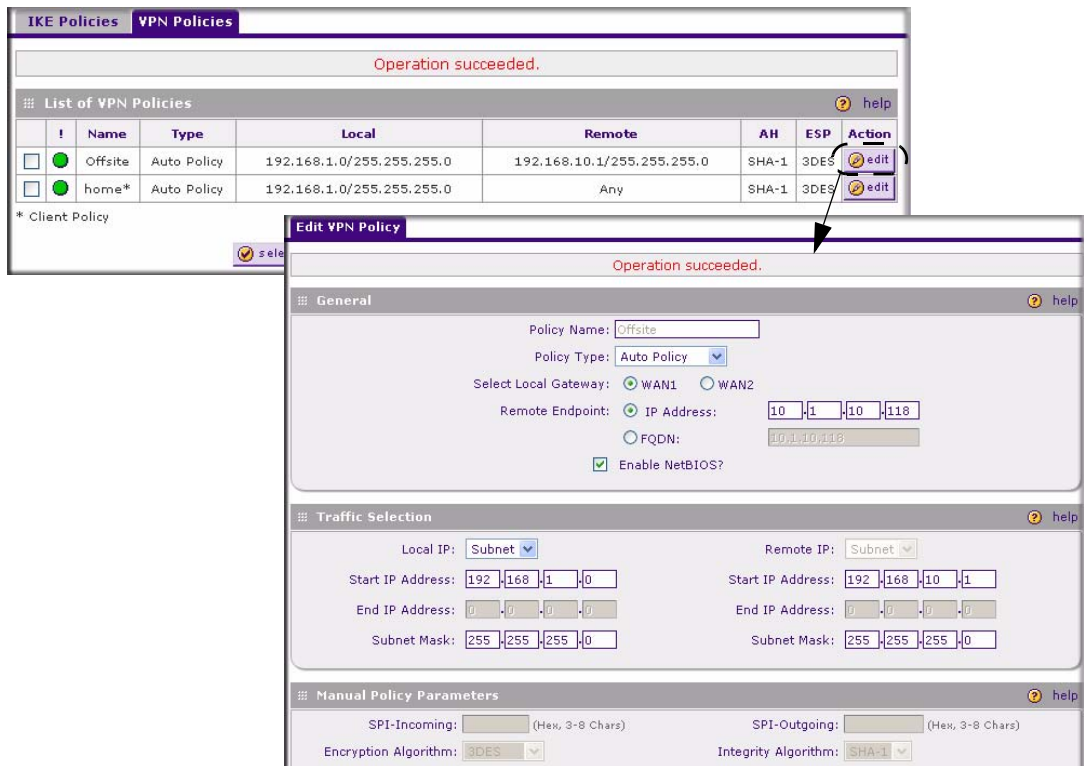 IKE Policies VPN Policies
Operation succeeded.
List of VPN Policies help
! Name Type Local Remote AH ESP Action
Offsite Auto Policy 192.168.1.0/255.255.255.0 192.168.10.1/255.255.255.0 SHA-1 3DES edit
home* Auto Policy 192.168.1.0/255.255.255.0 Any SHA-1 3DES edit
* Client Policy
sele
Edit VPN Policy
Operation succeeded.
General help
Policy Name: Offsite
Policy Type: Auto Policy
Select Local Gateway: WAN1 WAN2
Remote Endpoint: IP Address: 10 . 1 . 10 . 118
FQDN: 10.1.10.118
Enable NetBIOS?
Traffic Selection help
Local IP: Subnet Remote IP: Subnet
Start IP Address: 192 . 168 . 1 . 0 Start IP Address: 192 . 168 . 10 . 1
End IP Address: 0 . 0 . 0 . 0 End IP Address: 0 . 0 . 0 . 0
Subnet Mask: 255 . 255 . 255 . 0 Subnet Mask: 255 . 255 . 255 . 0
Manual Policy Parameters help
SPI-Incoming: (Hex, 3-8 Chars) SPI-Outgoing: (Hex, 3-8 Chars)
Encryption Algorithm: 3DES Integrity Algorithm: SHA-1